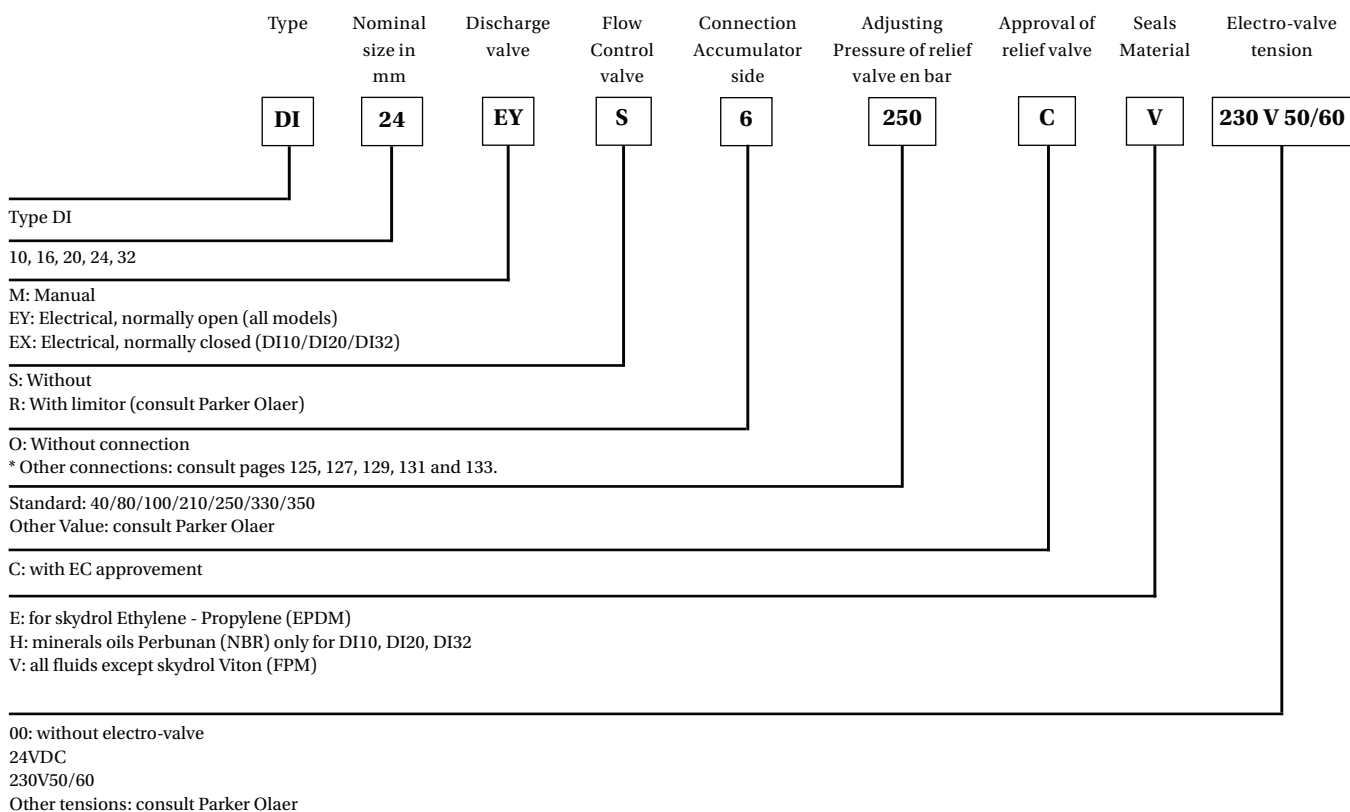 Type
Nominal
size in
mm
Discharge
valve
Flow
Control
valve
Connection
Accumulator
side
Adjusting
Pressure of relief
valve en bar
Approval of
relief valve
Seals
Material
Electro-valve
tension
DI
24
EY
S
6
250
C
V
230 V 50/60
Type DI
10, 16, 20, 24, 32
M: Manual
EY: Electrical, normally open (all models)
EX: Electrical, normally closed (DI10/DI20/DI32)
S: Without
R: With limitor (consult Parker Olaer)
O: Without connection
* Other connections: consult pages 125, 127, 129, 131 and 133.
Standard: 40/80/100/210/250/330/350
Other Value: consult Parker Olaer
C: with EC approvement
E: for skydrol Ethylene - Propylene (EPDM)
H: minerals oils Perbunan (NBR) only for DI10, DI20, DI32
V: all fluids except skydrol Viton (FPM)
00: without electro-valve
24VDC
230V50/60
Other tensions: consult Parker Olaer